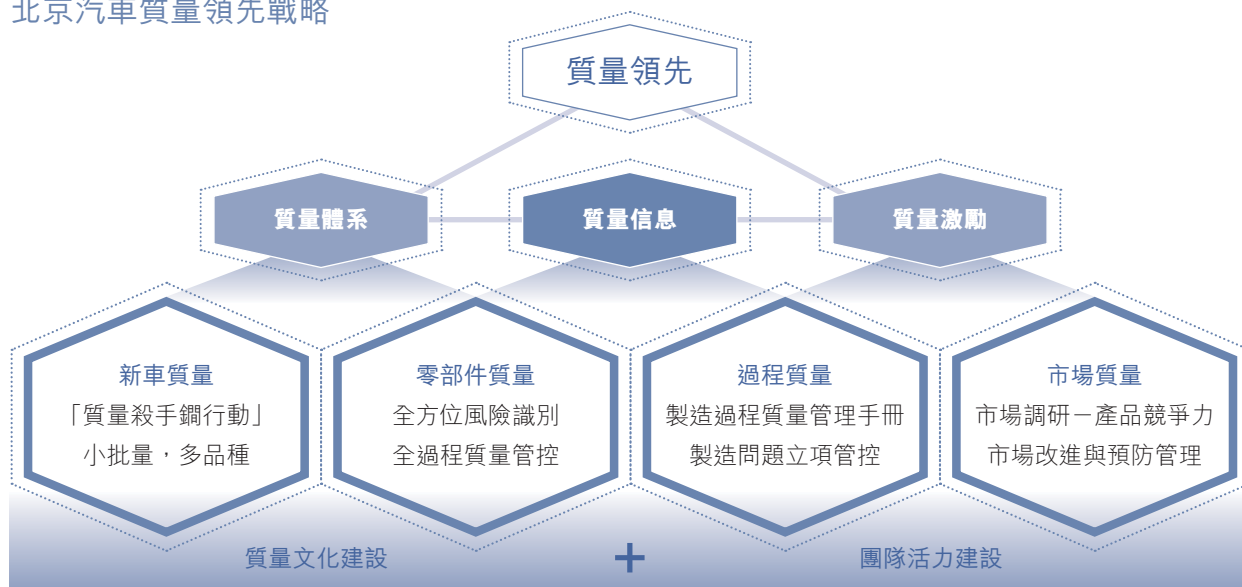 北京汽車質量領先戰略
質量領先
質量體系
質量信息
質量激勵
新車質量
「質量殺手鐧行動」
小批量，多品種
零部件質量
全方位風險識別
全過程質量管控
過程質量
製造過程質量管理手冊
製造問題立項管控
市場質量
市場調研－產品競爭力
市場改進與預防管理
質量文化建設
+
團隊活力建設